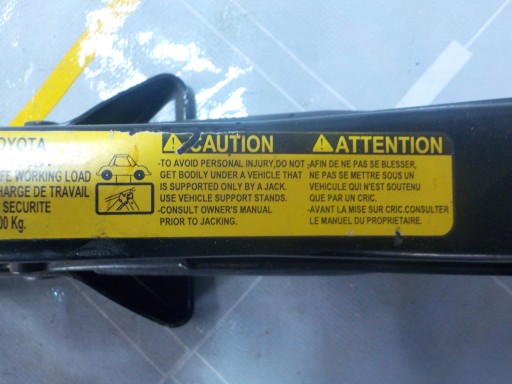 OYOTA
FE WORKING LOAD
HARGE DE TRAVAIL
SECURITE
00 Kg.
CAUTION
-TO AVOID PERSONAL INJURY,DO NOT
GET BODILY UNDER A VEHICLE THAT
IS SUPPORTED ONLY BY A JACK.
USE VEHICLE SUPPORT STANDS.
-CONSULT OWNER'S MANUAL
PRIOR TO JACKING.
ATTENTION
-AFIN DE NE PAS SE BLESSER,
NE PAS SE METTRE SOUS UN
VEHICULE QUI N'EST SOUTENU
QUE PAR UN CRIC.
-AVANT LA MISE SUR CRIC.CONSULTER
LE MANUEL DU PROPRIETAIRE.